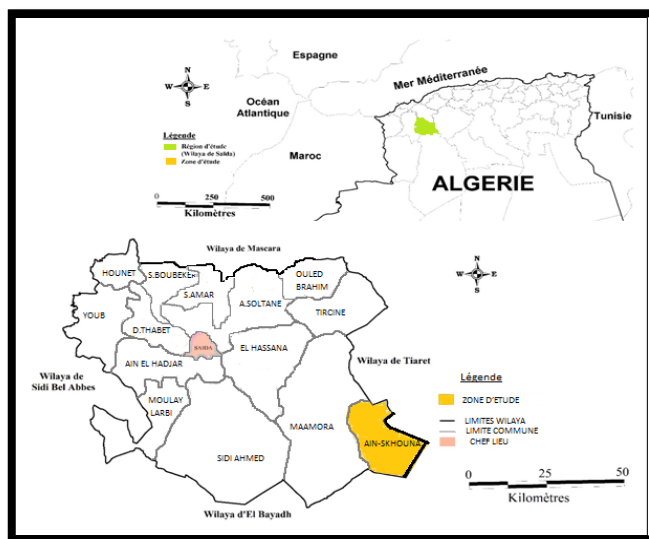 Espagne
Mer Méditerranée
N
W E
S
Océan
Atlantique
Tunisie
Légende
Région d'étude
(Wilaya de Saïda)
Zone d'étude
Maroc
ALGERIE
0 250 500
Kilomètres
Wilaya de Mascara
N
W E
S
HOUNET
S.BOUBEKER
OULED
BRAHIM
S.AMAR
A.SOLTANE
YOUB
TIRCINE
D.THABET
SAIDA
EL HASSANA
Wilaya de Tiaret
AIN EL HADJAR
Wilaya de
Sidi Bel Abbes
Légende
MOULAY
LARBI
ZONE D'ETUDE
MAAMORA
LIMITES WILAYA
LIMITE COMMUNE
CHEF LIEU
AIN-SKHOUNA
SIDI AHMED
0 25 50
Kilomètres
Wilaya d'El Bayadh